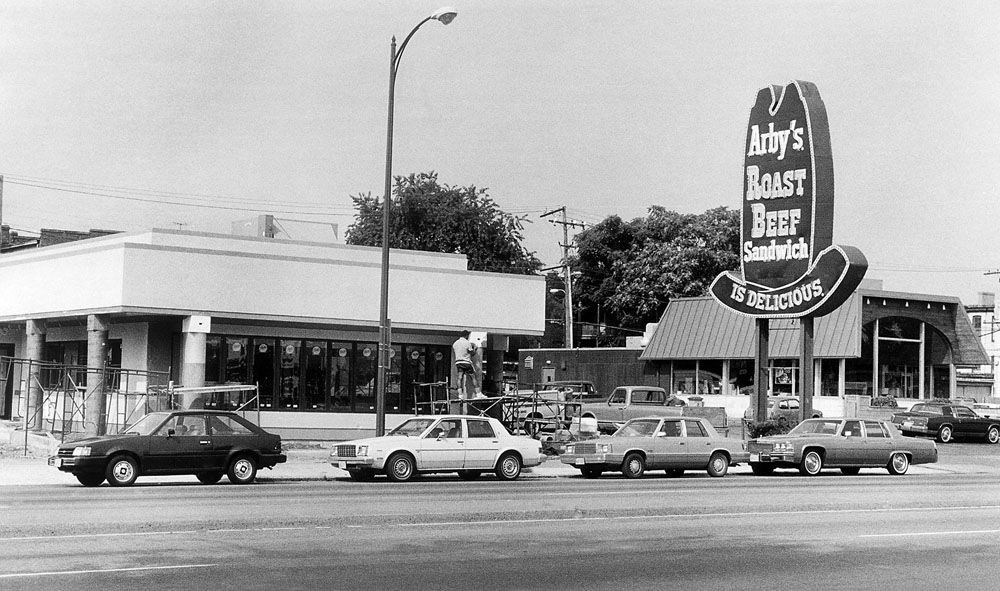 Arby's
ROAST
BEEF
Sandwich
IS DELICIOUS